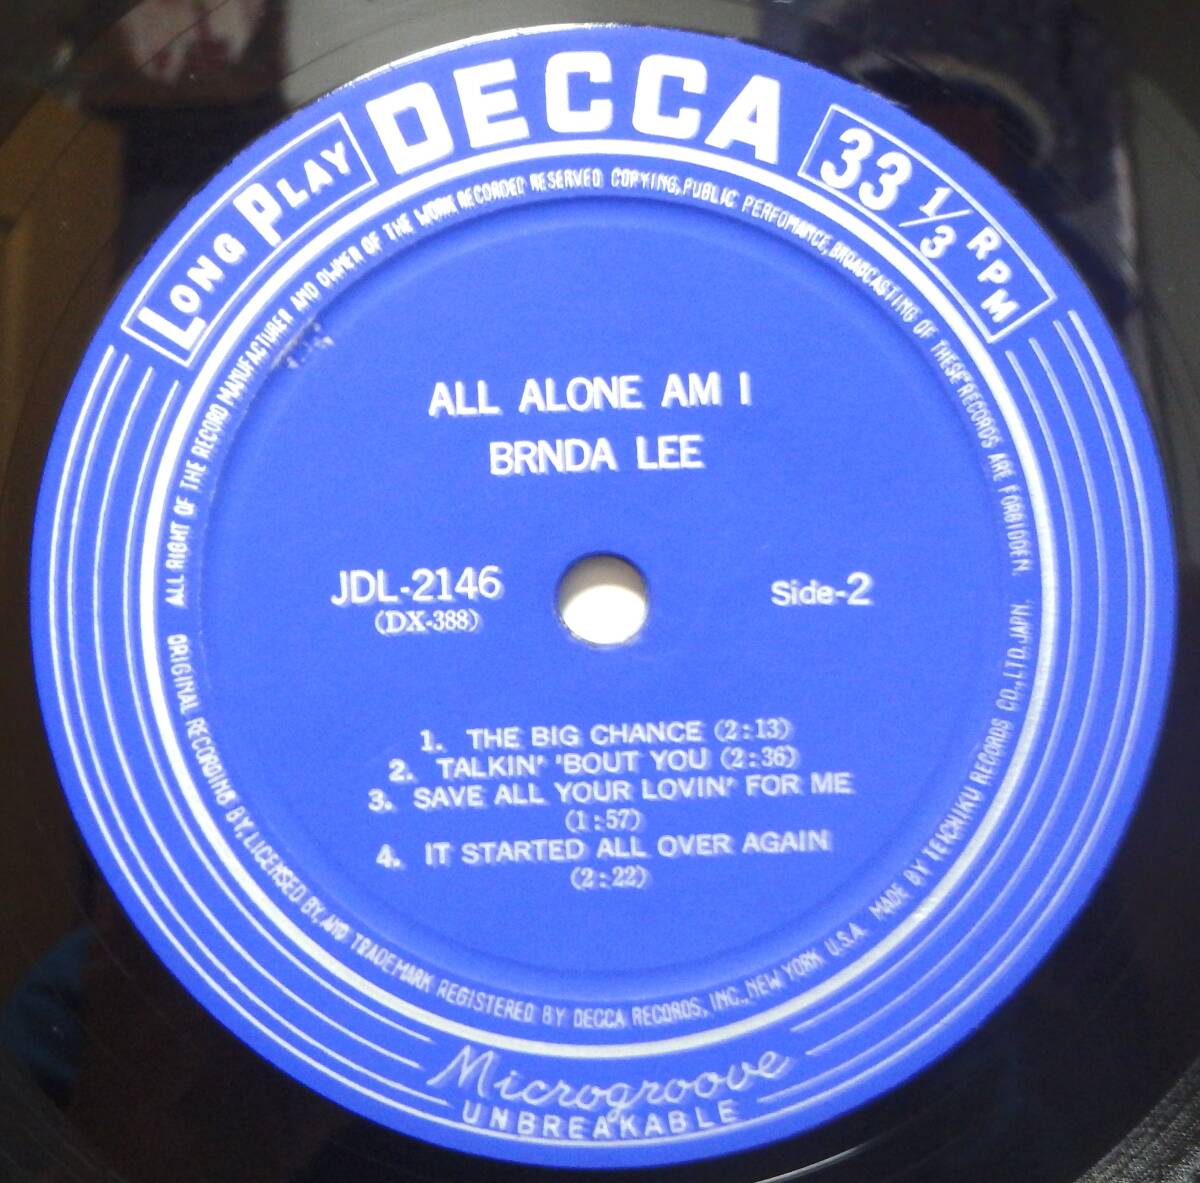 LONG PLAY
DECCA
33 1/3 RPM
ALL RIGHT OF THE RECORD MANUFACTURER AND OWNER OF THE WORK RECORDED RESERVED COPYING, PUBLIC PERFOMANCE, BROADCASTING OF THESE RECORDS ARE FORBIDDEN.
ALL ALONE AM I
BRNDA LEE
JDL-2146
(DX-388)
Side-2
1. THE BIG CHANCE (2:13)
2. TALKIN' 'BOUT YOU (2:36)
3. SAVE ALL YOUR LOVIN' FOR ME
(1:57)
4. IT STARTED ALL OVER AGAIN
(2:22)
ORIGINAL RECORDING BY, LICENSED BY, AND TRADEMARK REGISTERED BY DECCA RECORDS, INC., NEW YORK U.S.A. MADE BY TEICHIKU RECORDS CO., LTD. JAPN.
Microgroove
UNBREAKABLE